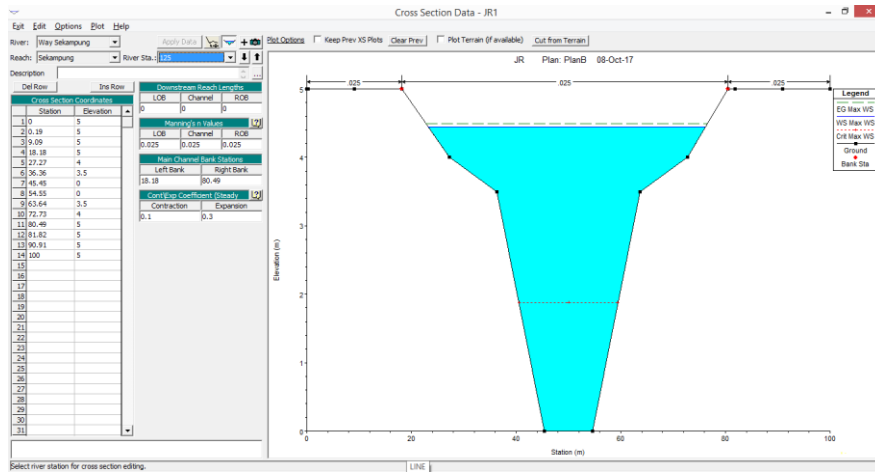 Cross Section Data - JR1
Exit Edit Options Plot Help
River: Way Sekampung Apply Data Plot Options Keep Prev XS Plots Clear Prev Plot Terrain (if available) Cut from Terrain
Reach: Sekampung River Sta.: 125
Description ...
Del Row Ins Row
Cross Section Coordinates
Station Elevation
1 0 5
2 0.19 5
3 9.09 5
4 18.18 5
5 27.27 4
6 36.36 3.5
7 45.45 0
8 54.55 0
9 63.64 3.5
10 72.73 4
11 80.49 5
12 81.82 5
13 90.91 5
14 100 5
15
16
17
18
19
20
21
22
23
24
25
26
27
28
29
30
31
Downstream Reach Lengths
LOB Channel ROB
0 0 0
Manning's n Values ?
LOB Channel ROB
0.025 0.025 0.025
Main Channel Bank Stations
Left Bank Right Bank
18.18 80.49
Cont\Exp Coefficient (Steady ?
Contraction Expansion
0.1 0.3
JR Plan: PlanB 08-Oct-17
.025 .025 .025
5
4
3
2
1
0
Elevation (m)
0 20 40 60 80 100
Station (m)
Legend
EG Max WS
WS Max WS
Crit Max WS
Ground
Bank Sta
Select river station for cross section editing.
LINE